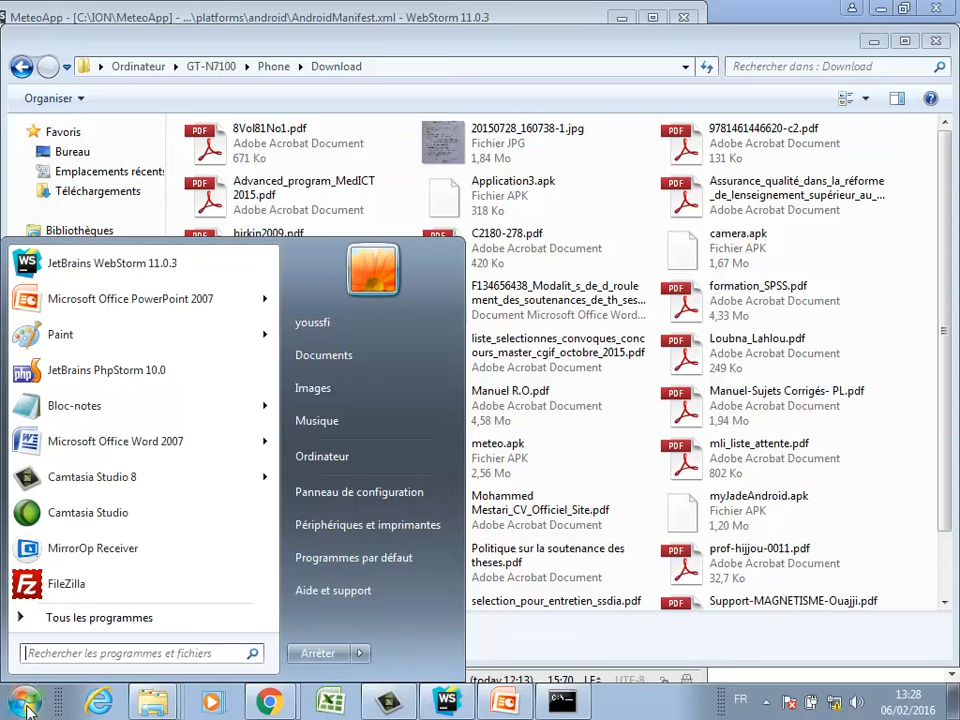 MeteoApp - [C:\ION\MeteoApp] - ...\platforms\android\AndroidManifest.xml - WebStorm 11.0.3
Ordinateur
GT-N7100
Phone
Download
Rechercher dans : Download
Organiser
Favoris
Bureau
Emplacements récents
Téléchargements
Bibliothèques
8Vol81No1.pdf
Adobe Acrobat Document
671 Ko
20150728_160738-1.jpg
Fichier JPG
1,84 Mo
9781461446620-c2.pdf
Adobe Acrobat Document
131 Ko
Advanced_program_MedICT
2015.pdf
Adobe Acrobat Document
Application3.apk
Fichier APK
318 Ko
Assurance_qualité_dans_la_réforme
_de_lenseignement_supérieur_au_...
Adobe Acrobat Document
birkin2009.pdf
C2180-278.pdf
Adobe Acrobat Document
420 Ko
camera.apk
Fichier APK
1,67 Mo
F134656438_Modalit_s_de_d_roule
ment_des_soutenances_de_th_ses...
Document Microsoft Office Word...
formation_SPSS.pdf
Adobe Acrobat Document
4,33 Mo
liste_selectionnes_convoques_conc
ours_master_cgif_octobre_2015.pdf
Adobe Acrobat Document
Loubna_Lahlou.pdf
Adobe Acrobat Document
249 Ko
Manuel R.O.pdf
Adobe Acrobat Document
4,58 Mo
Manuel-Sujets Corrigés- PL.pdf
Adobe Acrobat Document
1,94 Mo
meteo.apk
Fichier APK
2,56 Mo
mli_liste_attente.pdf
Adobe Acrobat Document
802 Ko
Mohammed
Mestari_CV_Officiel_Site.pdf
Adobe Acrobat Document
myJadeAndroid.apk
Fichier APK
1,20 Mo
Politique sur la soutenance des
theses.pdf
Adobe Acrobat Document
prof-hijjou-0011.pdf
Adobe Acrobat Document
32,7 Ko
selection_pour_entretien_ssdia.pdf
Support-MAGNETISME-Ouajji.pdf
JetBrains WebStorm 11.0.3
Microsoft Office PowerPoint 2007
Paint
JetBrains PhpStorm 10.0
Bloc-notes
Microsoft Office Word 2007
Camtasia Studio 8
Camtasia Studio
MirrorOp Receiver
FileZilla
Tous les programmes
Rechercher les programmes et fichiers
youssfi
Documents
Images
Musique
Ordinateur
Panneau de configuration
Périphériques et imprimantes
Programmes par défaut
Aide et support
Arrêter
(today 12:13) 15:70 LF UTF-8
FR
13:28
06/02/2016